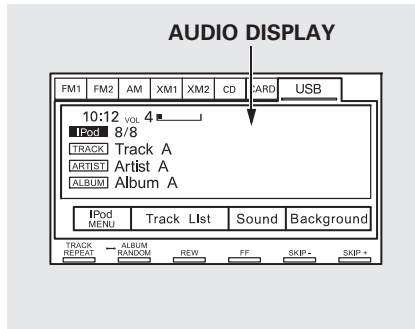 AUDIO DISPLAY
FM1 FM2 AM XM1 XM2 CD CARD USB
10:12 VOL 4
IPod 8/8
TRACK Track A
ARTIST Artist A
ALBUM Album A
IPod MENU Track LIst Sound Background
TRACK REPEAT ↔ ALBUM RANDOM REW FF SKIP- SKIP+